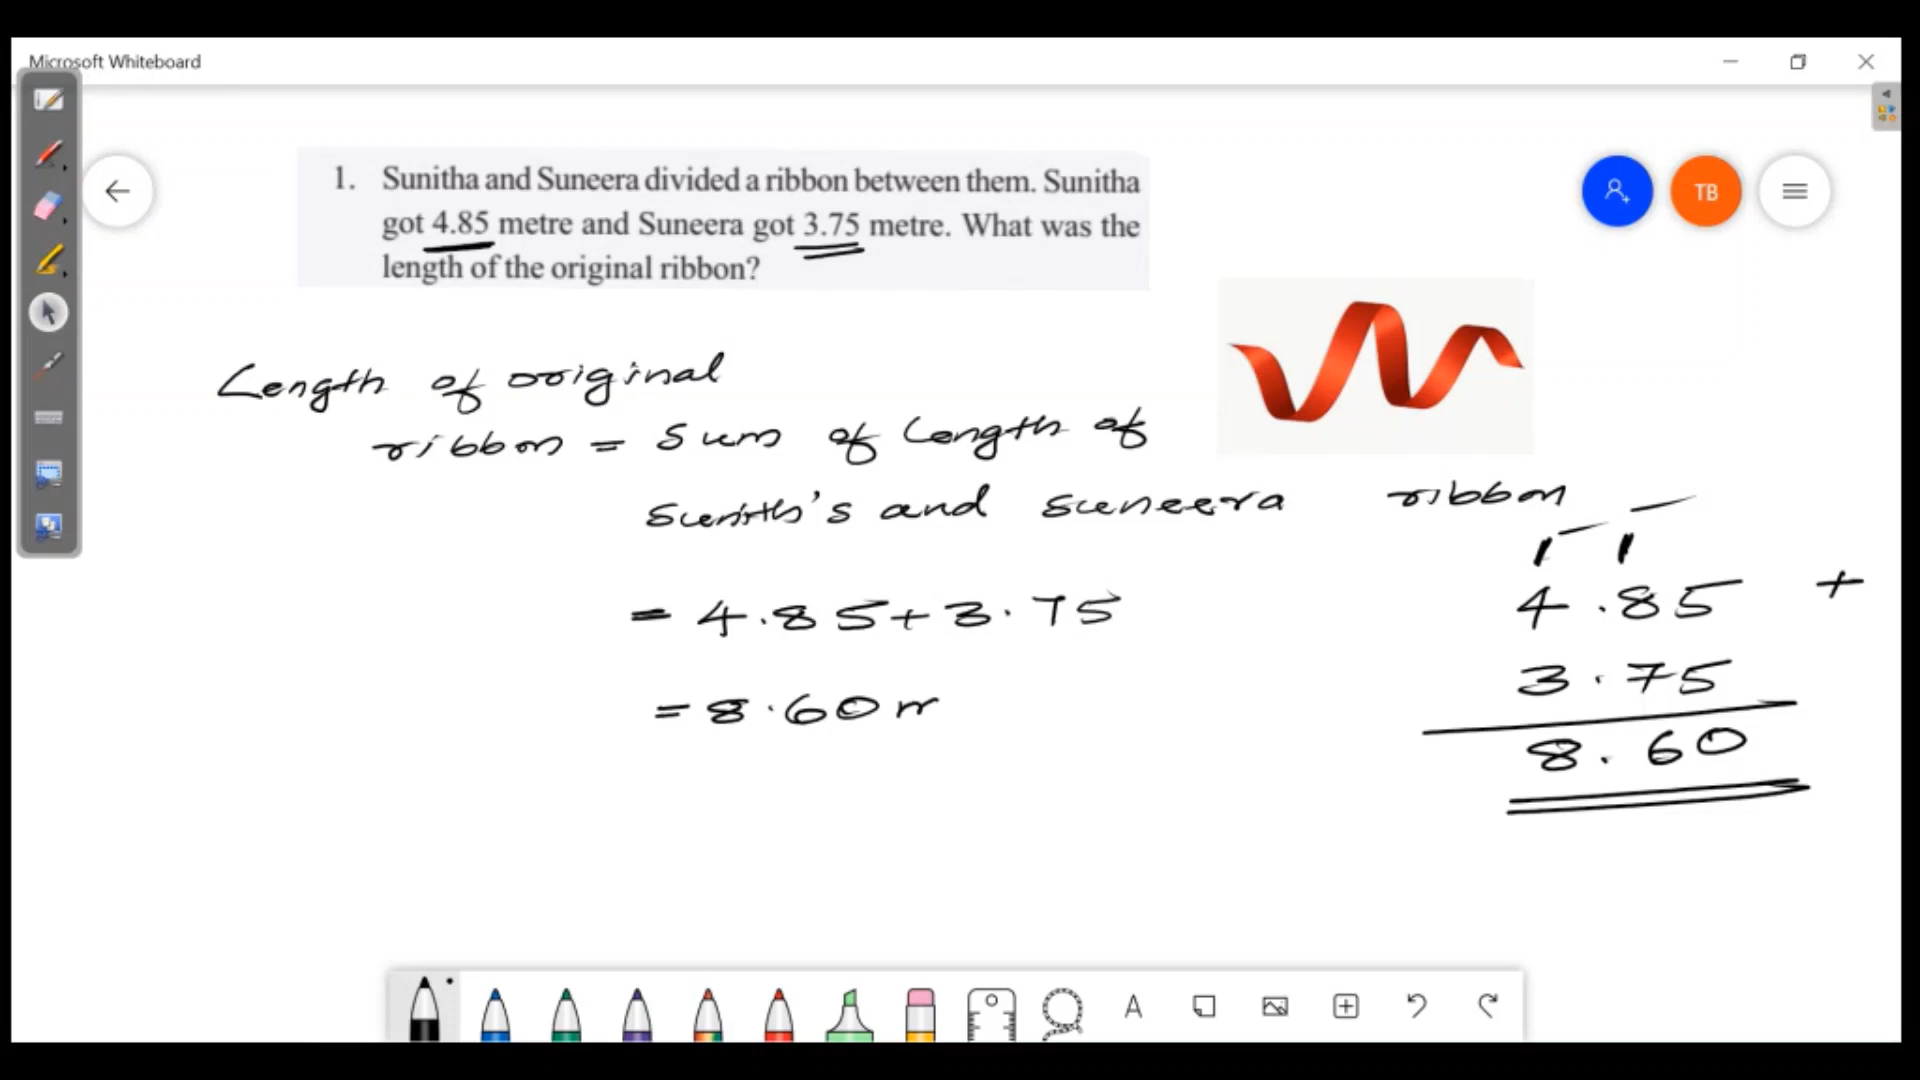 Microsoft Whiteboard
TB
1. Sunitha and Suneera divided a ribbon between them. Sunitha
got 4.85 metre and Suneera got 3.75 metre. What was the
length of the original ribbon?
Length of original
ribbon = Sum of length of
Sunith's and Suneera ribbon
1 1
4.85 +
3.75
8.60
= 4.85+3.75
= 8.60m
A